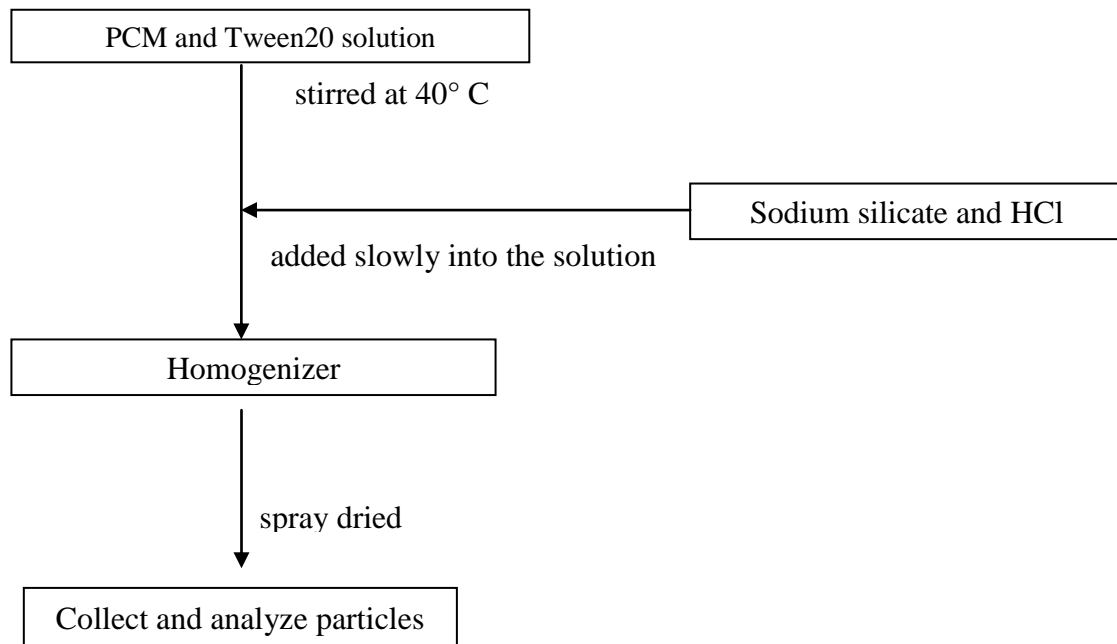 PCM and Tween20 solution
stirred at 40° C
Sodium silicate and HCl
added slowly into the solution
Homogenizer
spray dried
Collect and analyze particles